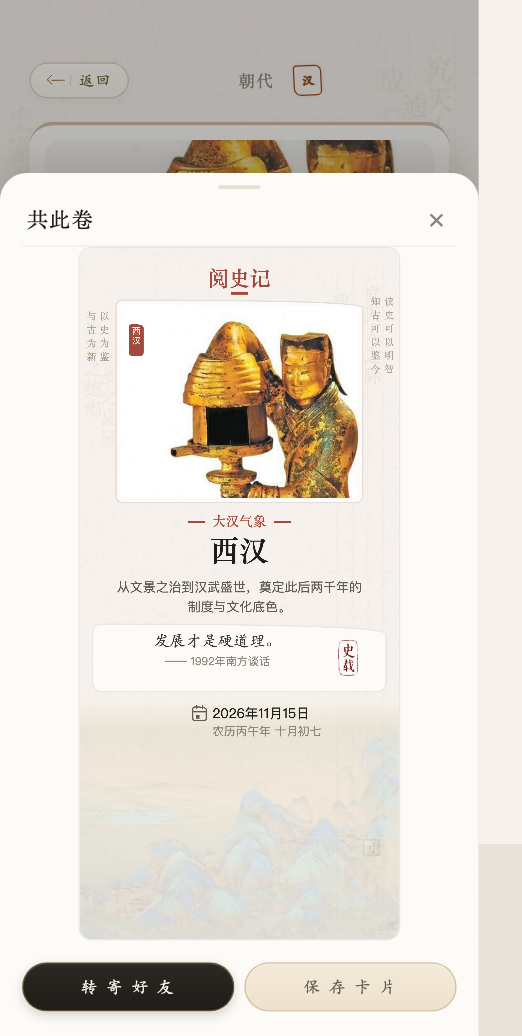 返回
朝代
汉
共此卷
阅史记
以史为鉴
与古为新
读史可以明智
知古可以鉴今
西汉
大汉气象
西汉
从文景之治到汉武盛世，奠定此后两千年的
制度与文化底色。
发展才是硬道理。
—— 1992年南方谈话
史载
2026年11月15日
农历丙午年 十月初七
转寄好友
保存卡片